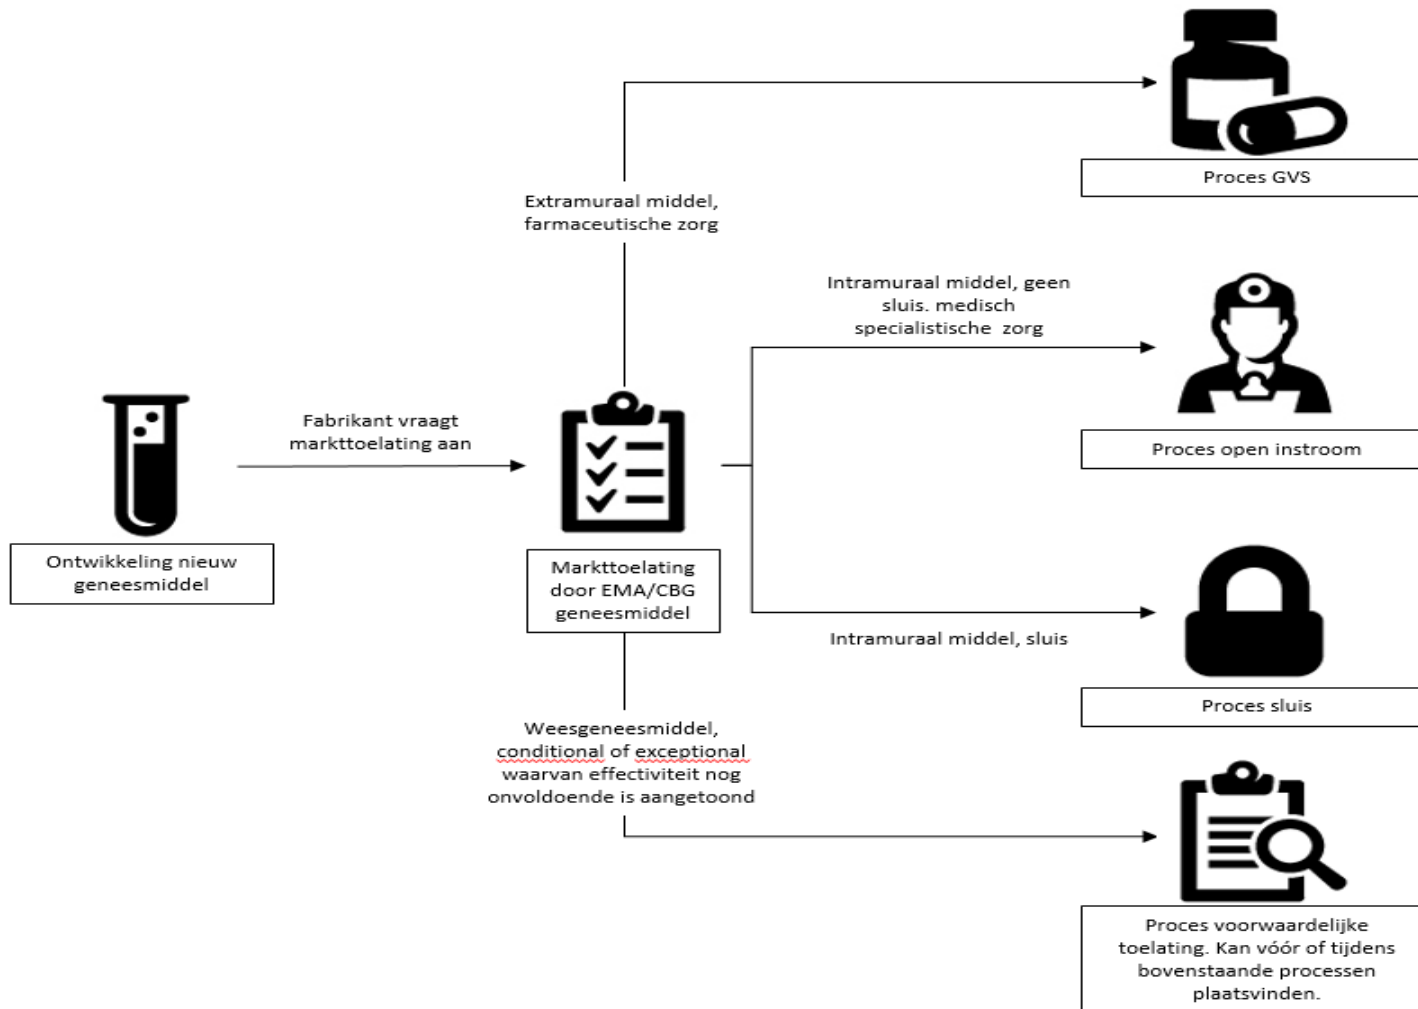 Proces GVS
Extramuraal middel,
farmaceutische zorg
Intramuraal middel, geen
sluis. medisch
specialistische zorg
Proces open instroom
Fabrikant vraagt
markttoelating aan
Ontwikkeling nieuw
geneesmiddel
Markttoelating
door EMA/CBG
geneesmiddel
Intramuraal middel, sluis
Proces sluis
Weesgeneesmiddel,
conditional of exceptional
waarvan effectiviteit nog
onvoldoende is aangetoond
Proces voorwaardelijke
toelating. Kan vóór of tijdens
bovenstaande processen
plaatsvinden.